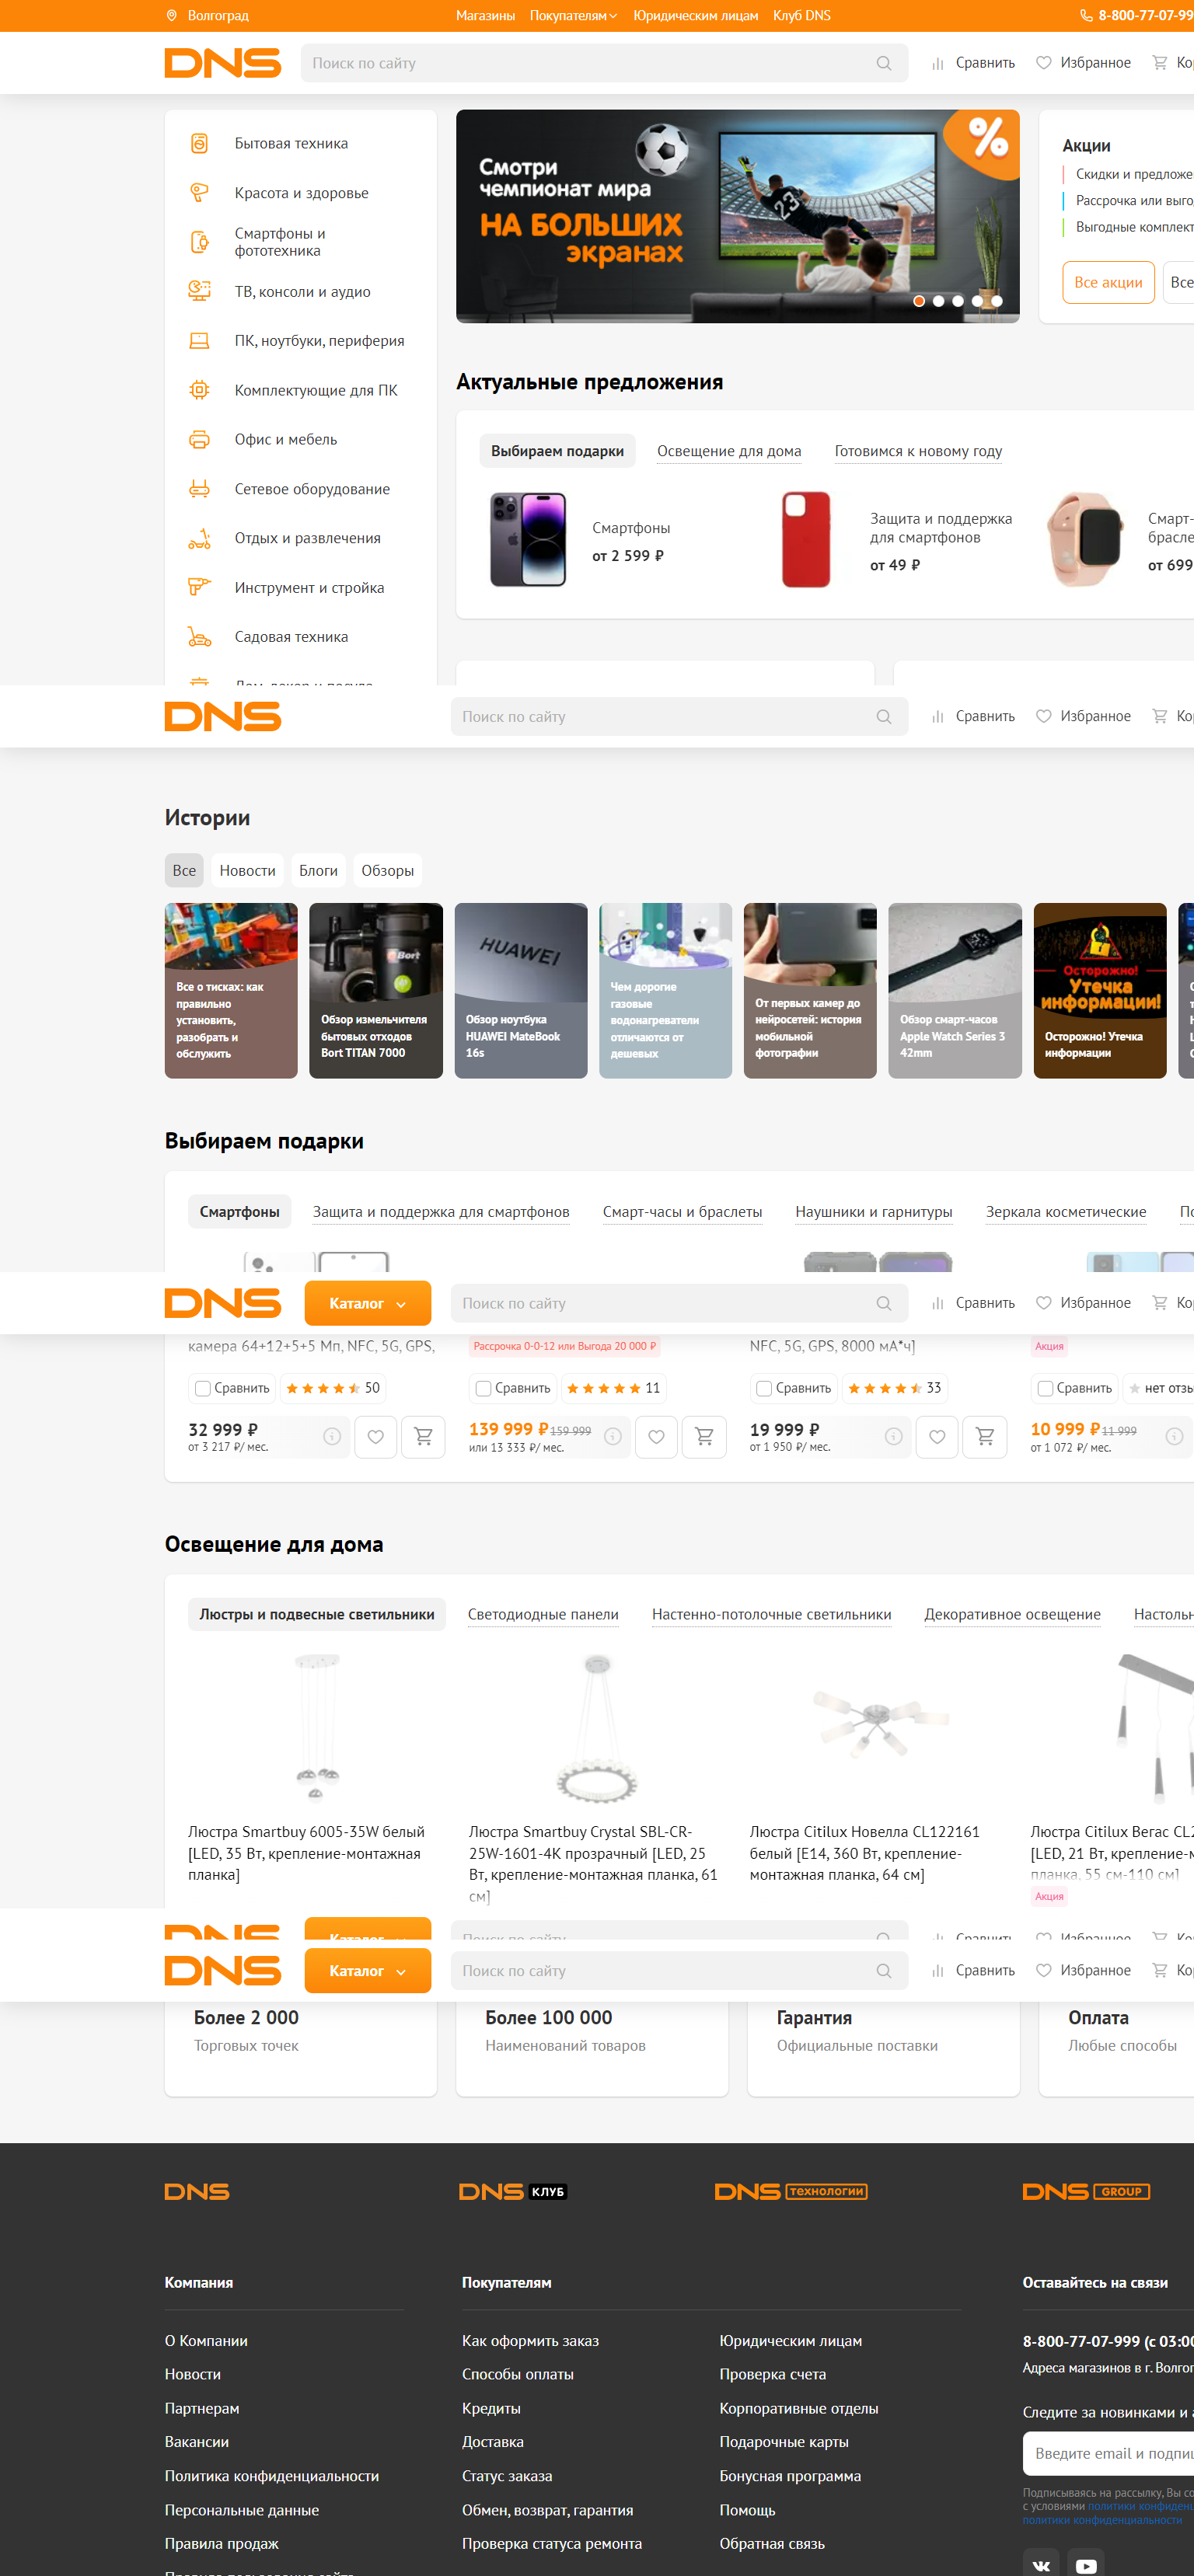 Волгоград
Магазины Покупателям Юридическим лицам Клуб DNS
8-800-77-07-99
DNS
Поиск по сайту
Сравнить
Избранное
Бытовая техника
Красота и здоровье
Смартфоны и
фототехника
ТВ, консоли и аудио
ПК, ноутбуки, периферия
Комплектующие для ПК
Офис и мебель
Сетевое оборудование
Отдых и развлечения
Инструмент и стройка
Садовая техника
Смотри
чемпионат мира
НА БОЛЬШИХ
экранах
%
23
Акции
Скидки и
Рассрочка или
Выгодные
Все акции
Все
Актуальные предложения
Выбираем подарки
Освещение для дома
Готовимся к новому году
Смартфоны
от 2 599 ₽
Защита и поддержка
для смартфонов
от 49 ₽
Смарт-
от 699
DNS
Поиск по сайту
Сравнить
Избранное
Истории
Все
Новости
Блоги
Обзоры
Все о тисках: как
правильно
установить,
разобрать и
обслужить
Bort
Обзор измельчителя
бытовых отходов
Bort TITAN 7000
HUAWEI
Обзор ноутбука
HUAWEI MateBook
16s
Чем дорогие
газовые
водонагреватели
отличаются от
дешевых
От первых камер до
нейросетей: история
мобильной
фотографии
Обзор смарт-часов
Apple Watch Series 3
42mm
Осторожно!
Утечка
информации!
Осторожно! Утечка
информации
Выбираем подарки
Смартфоны
Защита и поддержка для смартфонов
Смарт-часы и браслеты
Наушники и гарнитуры
Зеркала косметические
DNS
Каталог
Поиск по сайту
Сравнить
Избранное
камера 64+12+5+5 Мп, NFC, 5G, GPS,
Рассрочка 0-0-12 или Выгода 20 000 ₽
NFC, 5G, GPS, 8000 мА*ч]
Акция
Сравнить 50
Сравнить 11
Сравнить 33
Сравнить нет
32 999 ₽
от 3 217 ₽/ мес.
139 999 ₽ 159 999
или 13 333 ₽/ мес.
19 999 ₽
от 1 950 ₽/ мес.
10 999 ₽ 11 999
от 1 072 ₽/ мес.
Освещение для дома
Люстры и подвесные светильники
Светодиодные панели
Настенно-потолочные светильники
Декоративное освещение
Люстра Smartbuy 6005-35W белый
[LED, 35 Вт, крепление-монтажная
планка]
Люстра Smartbuy Crystal SBL-CR-
25W-1601-4K прозрачный [LED, 25
Вт, крепление-монтажная планка, 61
см]
Люстра Citilux Новелла CL122161
белый [E14, 360 Вт, крепление-
монтажная планка, 64 см]
Люстра Citilux Вегас
[LED, 21 Вт,
планка, 55 см-110 см]
Акция
DNS
Каталог
Поиск по сайту
Сравнить
Избранное
Более 2 000
Торговых точек
Более 100 000
Наименований товаров
Гарантия
Официальные поставки
Оплата
Любые способы
DNS
DNS КЛУБ
DNS ТЕХНОЛОГИИ
DNS GROUP
Компания
О Компании
Новости
Партнерам
Вакансии
Политика конфиденциальности
Персональные данные
Правила продаж
Покупателям
Как оформить заказ
Способы оплаты
Кредиты
Доставка
Статус заказа
Обмен, возврат, гарантия
Проверка статуса ремонта
Юридическим лицам
Проверка счета
Корпоративные отделы
Подарочные карты
Бонусная программа
Помощь
Обратная связь
Оставайтесь на связи
8-800-77-07-999 (с 03:00
Адреса магазинов в г.
Следите за новинками и
Введите email и
Подписываясь на рассылку, Вы
с условиями политики
политики конфиденциальности